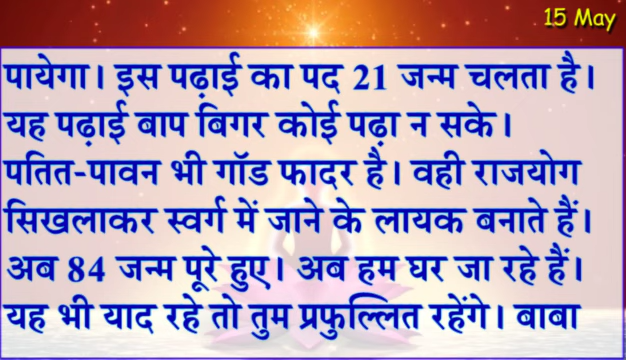 15 May
पायेगा। इस पढ़ाई का पद 21 जन्म चलता है।
यह पढ़ाई बाप बिगर कोई पढ़ा न सके।
पतित-पावन भी गॉड फादर है। वही राजयोग
सिखलाकर स्वर्ग में जाने के लायक बनाते हैं।
अब 84 जन्म पूरे हुए। अब हम घर जा रहे हैं।
यह भी याद रहे तो तुम प्रफुल्लित रहेंगे। बाबा